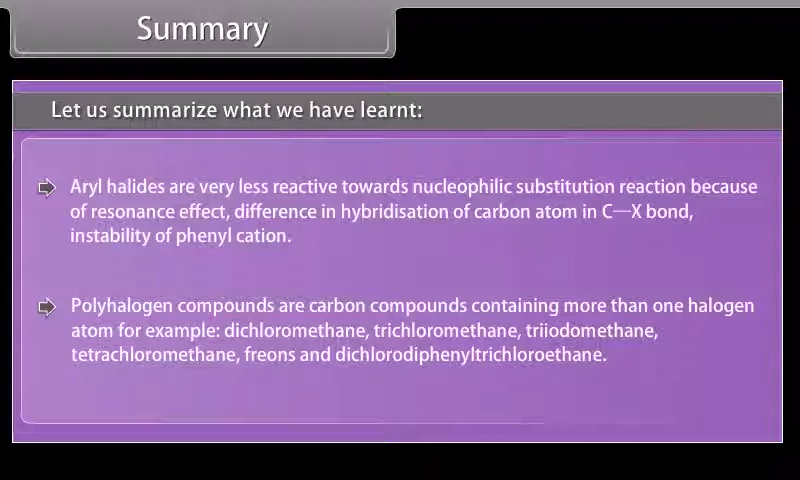 Summary
Let us summarize what we have learnt:
Aryl halides are very less reactive towards nucleophilic substitution reaction because
of resonance effect, difference in hybridisation of carbon atom in C—X bond,
instability of phenyl cation.
Polyhalogen compounds are carbon compounds containing more than one halogen
atom for example: dichloromethane, trichloromethane, triiodomethane,
tetrachloromethane, freons and dichlorodiphenyltrichloroethane.